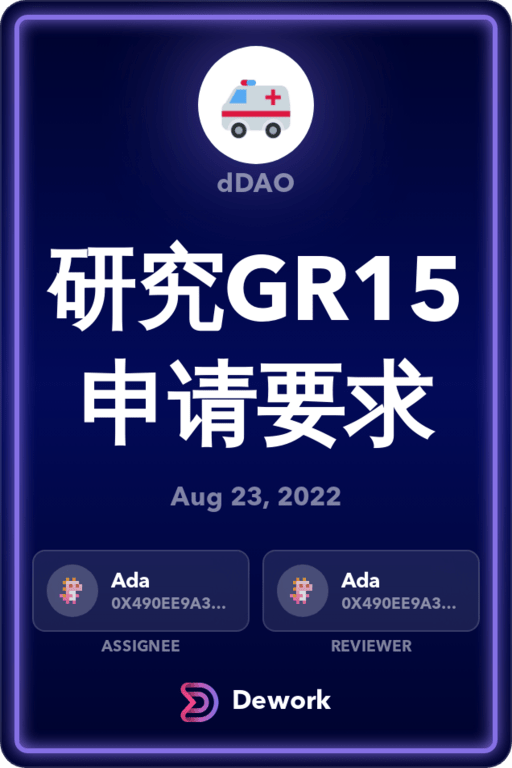 dDAO
研究GR15
申请要求
Aug 23, 2022
Ada
0X490EE9A3...
ASSIGNEE
Ada
0X490EE9A3...
REVIEWER
Dework